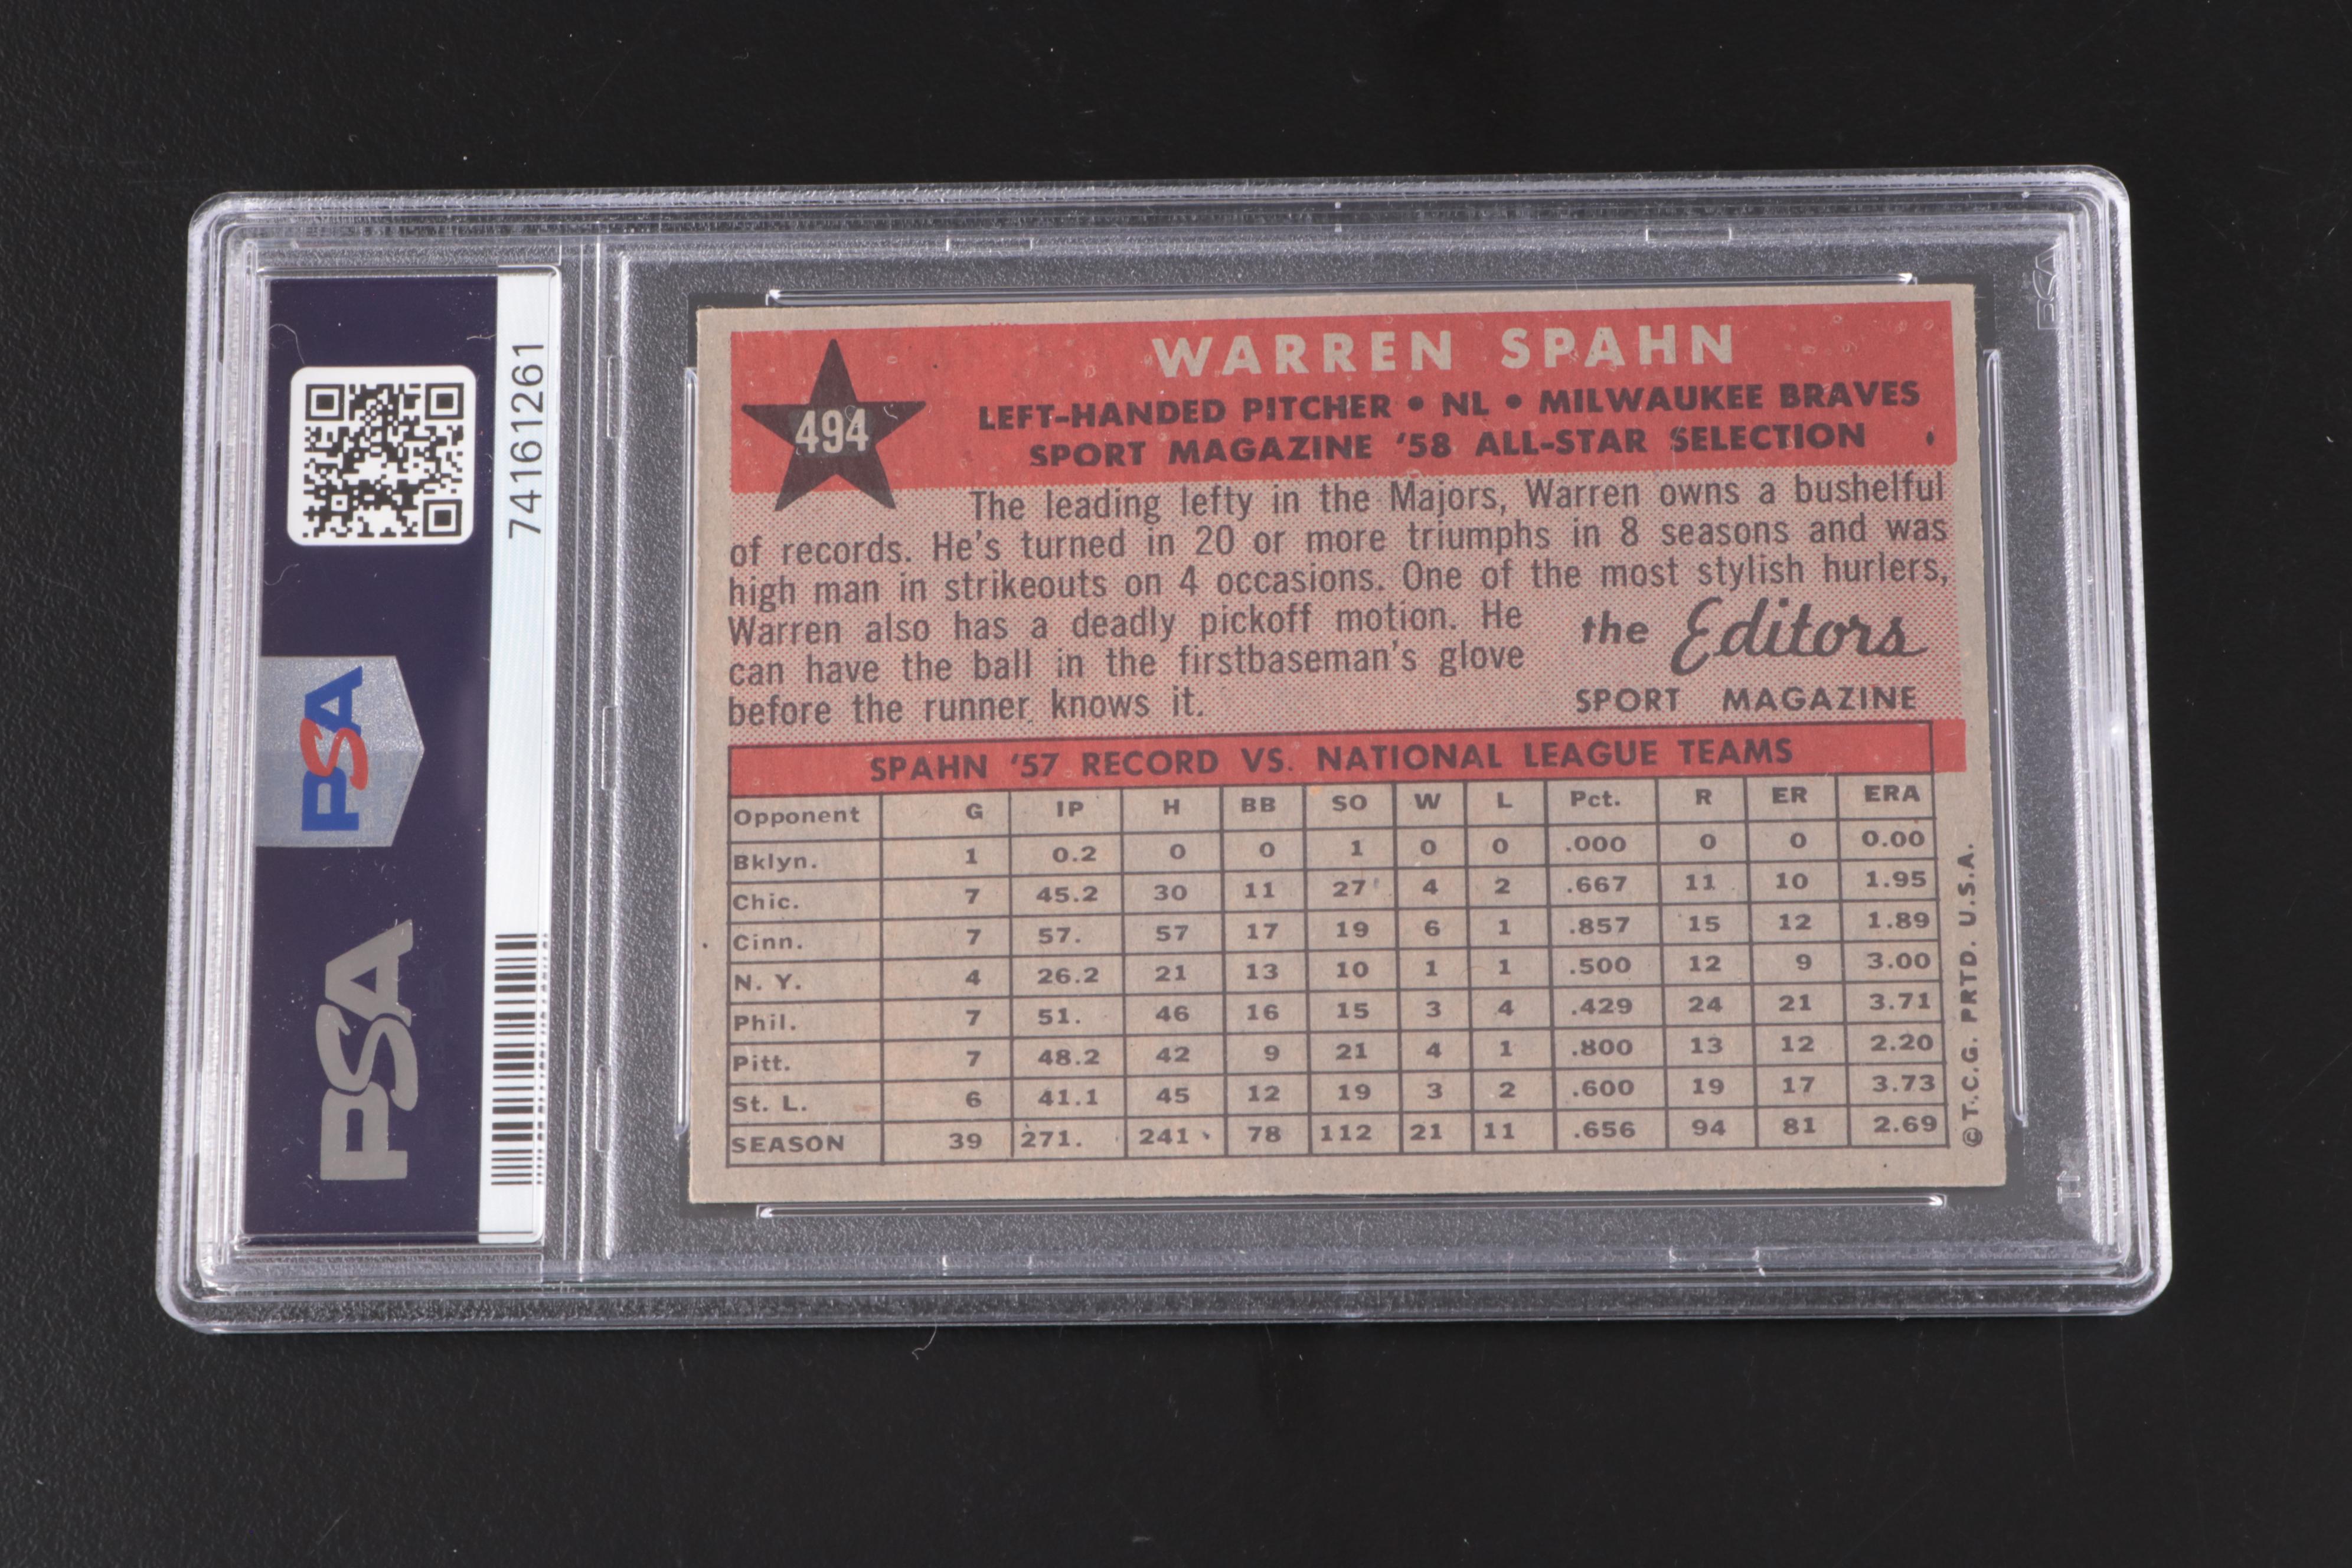 74161261
PSA
PSA
494
WARREN SPAHN
LEFT-HANDED PITCHER • NL • MILWAUKEE BRAVES
SPORT MAGAZINE '58 ALL-STAR SELECTION
The leading lefty in the Majors, Warren owns a bushelful
of records. He's turned in 20 or more triumphs in 8 seasons and was
high man in strikeouts on 4 occasions. One of the most stylish hurlers,
Warren also has a deadly pickoff motion. He
can have the ball in the firstbaseman's glove
before the runner knows it.
the Editors
SPORT MAGAZINE
SPAHN '57 RECORD VS. NATIONAL LEAGUE TEAMS
Opponent G IP H BB SO W L Pct. R ER ERA
Bklyn. 1 0.2 0 0 1 0 0 .000 0 0 0.00
Chic. 7 45.2 30 11 27 4 2 .667 11 10 1.95
Cinn. 7 57. 57 17 19 6 1 .857 15 12 1.89
N. Y. 4 26.2 21 13 10 1 1 .500 12 9 3.00
Phil. 7 51. 46 16 15 3 4 .429 24 21 3.71
Pitt. 7 48.2 42 9 21 4 1 .800 13 12 2.20
St. L. 6 41.1 45 12 19 3 2 .600 19 17 3.73
SEASON 39 271. 241 78 112 21 11 .656 94 81 2.69
© T.C.G. PRTD. U.S.A.
PSA